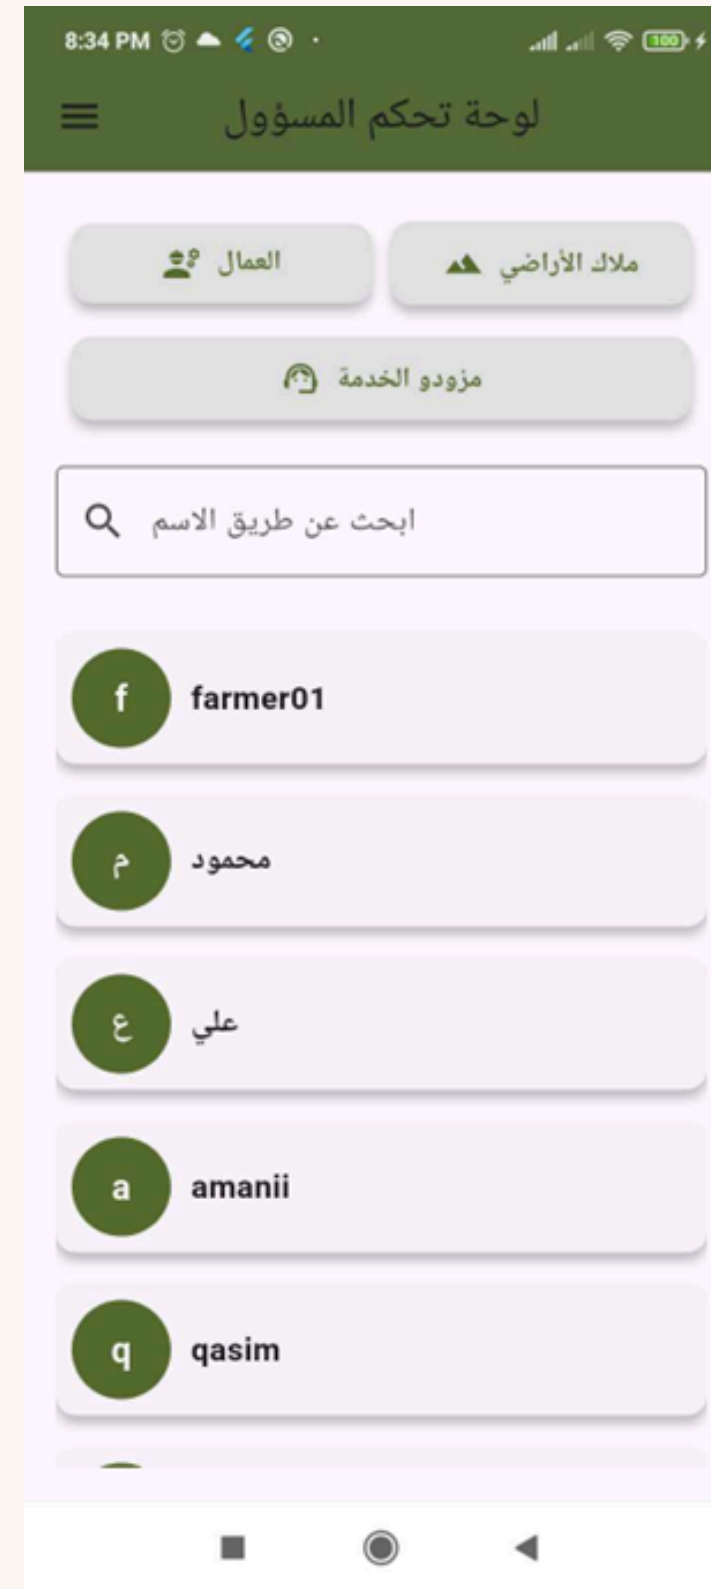 8:34 PM 100
لوحة تحكم المسؤول
ملاك الأراضي العمال
مزودو الخدمة
ابحث عن طريق الاسم
f farmer01
م محمود
ع علي
a amanii
q qasim